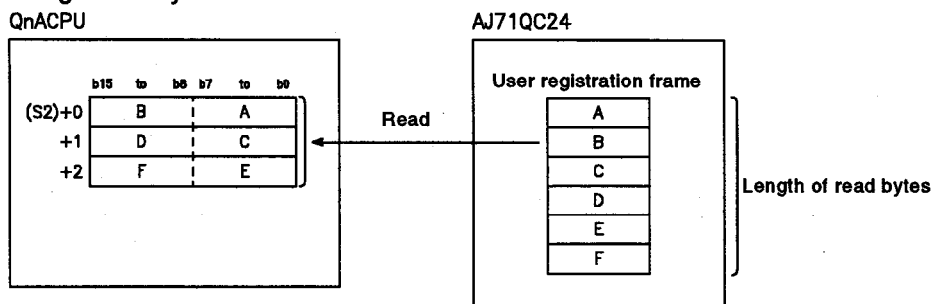 QnACPU
AJ71QC24
b15 to b8 b7 to b0
User registration frame
(S2)+0 B A
+1 D C
+2 F E
Read
A
B
C
D
E
F
Length of read bytes